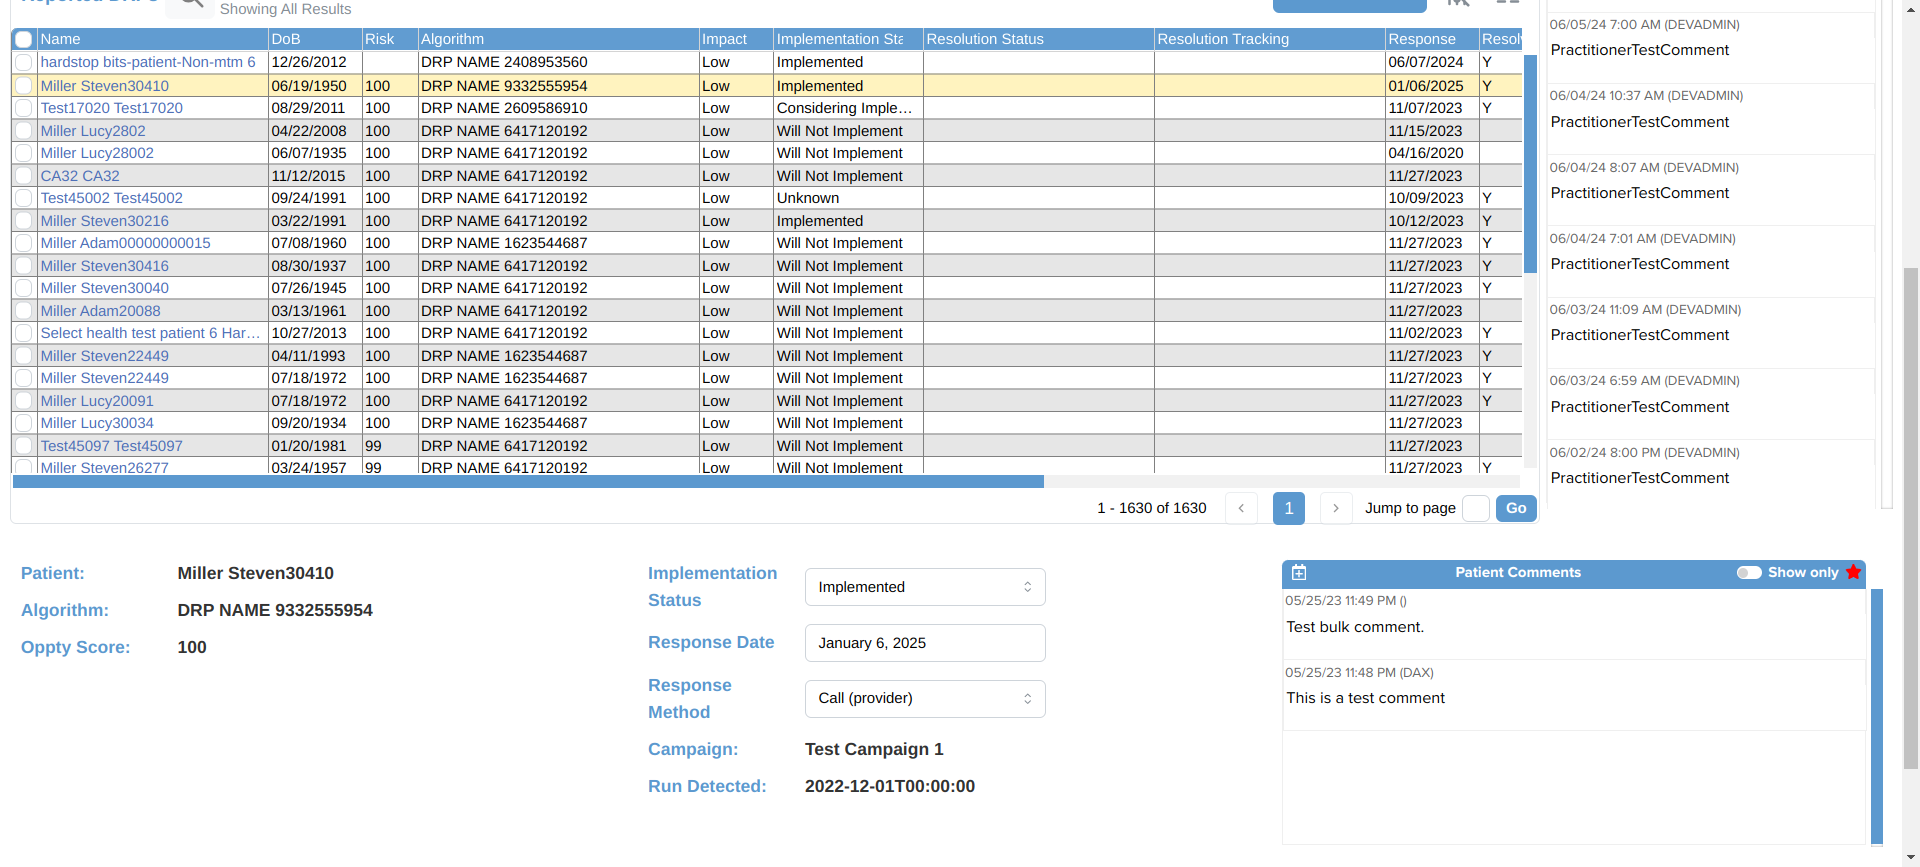 Showing All Results
Name DoB Risk Algorithm Impact Implementation Sta Resolution Status Resolution Tracking Response Resolv
hardstop bits-patient-Non-mtm 6 12/26/2012 DRP NAME 2408953560 Low Implemented 06/07/2024 Y
Miller Steven30410 06/19/1950 100 DRP NAME 9332555954 Low Implemented 01/06/2025 Y
Test17020 Test17020 08/29/2011 100 DRP NAME 2609586910 Low Considering Imple… 11/07/2023 Y
Miller Lucy2802 04/22/2008 100 DRP NAME 6417120192 Low Will Not Implement 11/15/2023
Miller Lucy28002 06/07/1935 100 DRP NAME 6417120192 Low Will Not Implement 04/16/2020
CA32 CA32 11/12/2015 100 DRP NAME 6417120192 Low Will Not Implement 11/27/2023
Test45002 Test45002 09/24/1991 100 DRP NAME 6417120192 Low Unknown 10/09/2023 Y
Miller Steven30216 03/22/1991 100 DRP NAME 6417120192 Low Implemented 10/12/2023 Y
Miller Adam00000000015 07/08/1960 100 DRP NAME 1623544687 Low Will Not Implement 11/27/2023 Y
Miller Steven30416 08/30/1937 100 DRP NAME 6417120192 Low Will Not Implement 11/27/2023 Y
Miller Steven30040 07/26/1945 100 DRP NAME 6417120192 Low Will Not Implement 11/27/2023 Y
Miller Adam20088 03/13/1961 100 DRP NAME 6417120192 Low Will Not Implement 11/27/2023
Select health test patient 6 Har… 10/27/2013 100 DRP NAME 6417120192 Low Will Not Implement 11/02/2023 Y
Miller Steven22449 04/11/1993 100 DRP NAME 1623544687 Low Will Not Implement 11/27/2023 Y
Miller Steven22449 07/18/1972 100 DRP NAME 1623544687 Low Will Not Implement 11/27/2023 Y
Miller Lucy20091 07/18/1972 100 DRP NAME 6417120192 Low Will Not Implement 11/27/2023 Y
Miller Lucy30034 09/20/1934 100 DRP NAME 1623544687 Low Will Not Implement 11/27/2023
Test45097 Test45097 01/20/1981 99 DRP NAME 6417120192 Low Will Not Implement 11/27/2023
Miller Steven26277 03/24/1957 99 DRP NAME 6417120192 Low Will Not Implement 11/27/2023 Y
1 - 1630 of 1630 < 1 > Jump to page Go
06/05/24 7:00 AM (DEVADMIN)
PractitionerTestComment
06/04/24 10:37 AM (DEVADMIN)
PractitionerTestComment
06/04/24 8:07 AM (DEVADMIN)
PractitionerTestComment
06/04/24 7:01 AM (DEVADMIN)
PractitionerTestComment
06/03/24 11:09 AM (DEVADMIN)
PractitionerTestComment
06/03/24 6:59 AM (DEVADMIN)
PractitionerTestComment
06/02/24 8:00 PM (DEVADMIN)
PractitionerTestComment
Patient: Miller Steven30410
Algorithm: DRP NAME 9332555954
Oppty Score: 100
Implementation
Status
Implemented
Response Date January 6, 2025
Response
Method
Call (provider)
Campaign: Test Campaign 1
Run Detected: 2022-12-01T00:00:00
Patient Comments Show only
05/25/23 11:49 PM ()
Test bulk comment.
05/25/23 11:48 PM (DAX)
This is a test comment